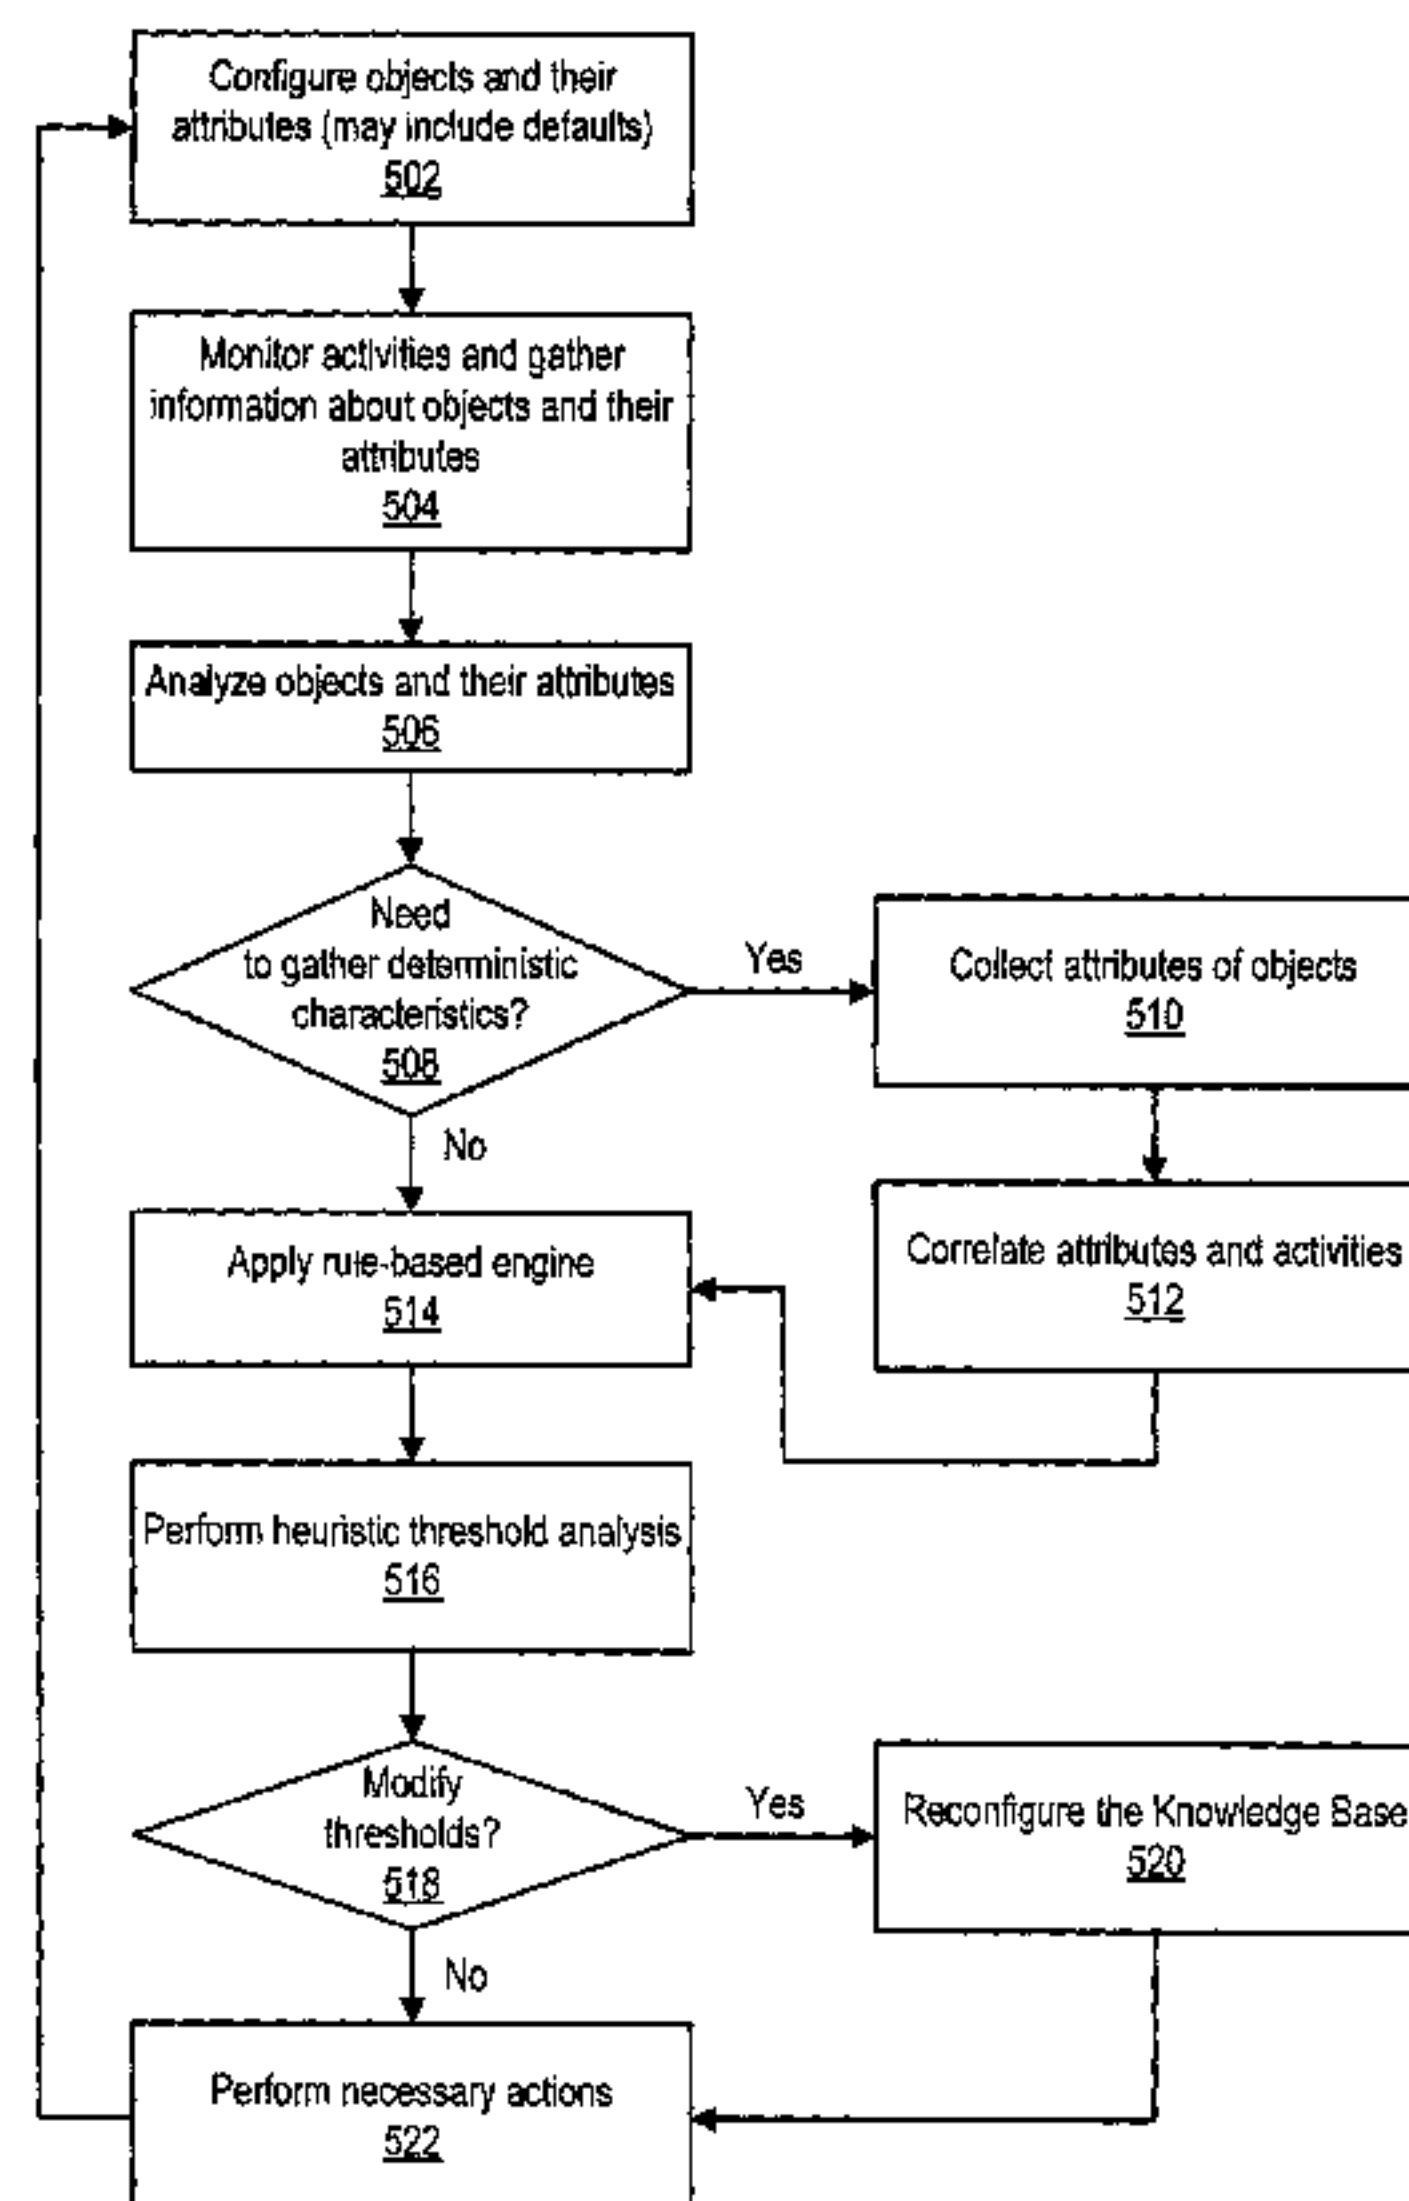 Configure objects and their
attributes (may include defaults)
502
Monitor activities and gather
information about objects and their
attributes
504
Analyze objects and their attributes
506
Need
to gather deterministic
characteristics?
508
Yes
No
Collect attributes of objects
510
Correlate attributes and activities
512
Apply rule-based engine
514
Perform heuristic threshold analysis
516
Modify
thresholds?
518
Yes
No
Reconfigure the Knowledge Base
520
Perform necessary actions
522